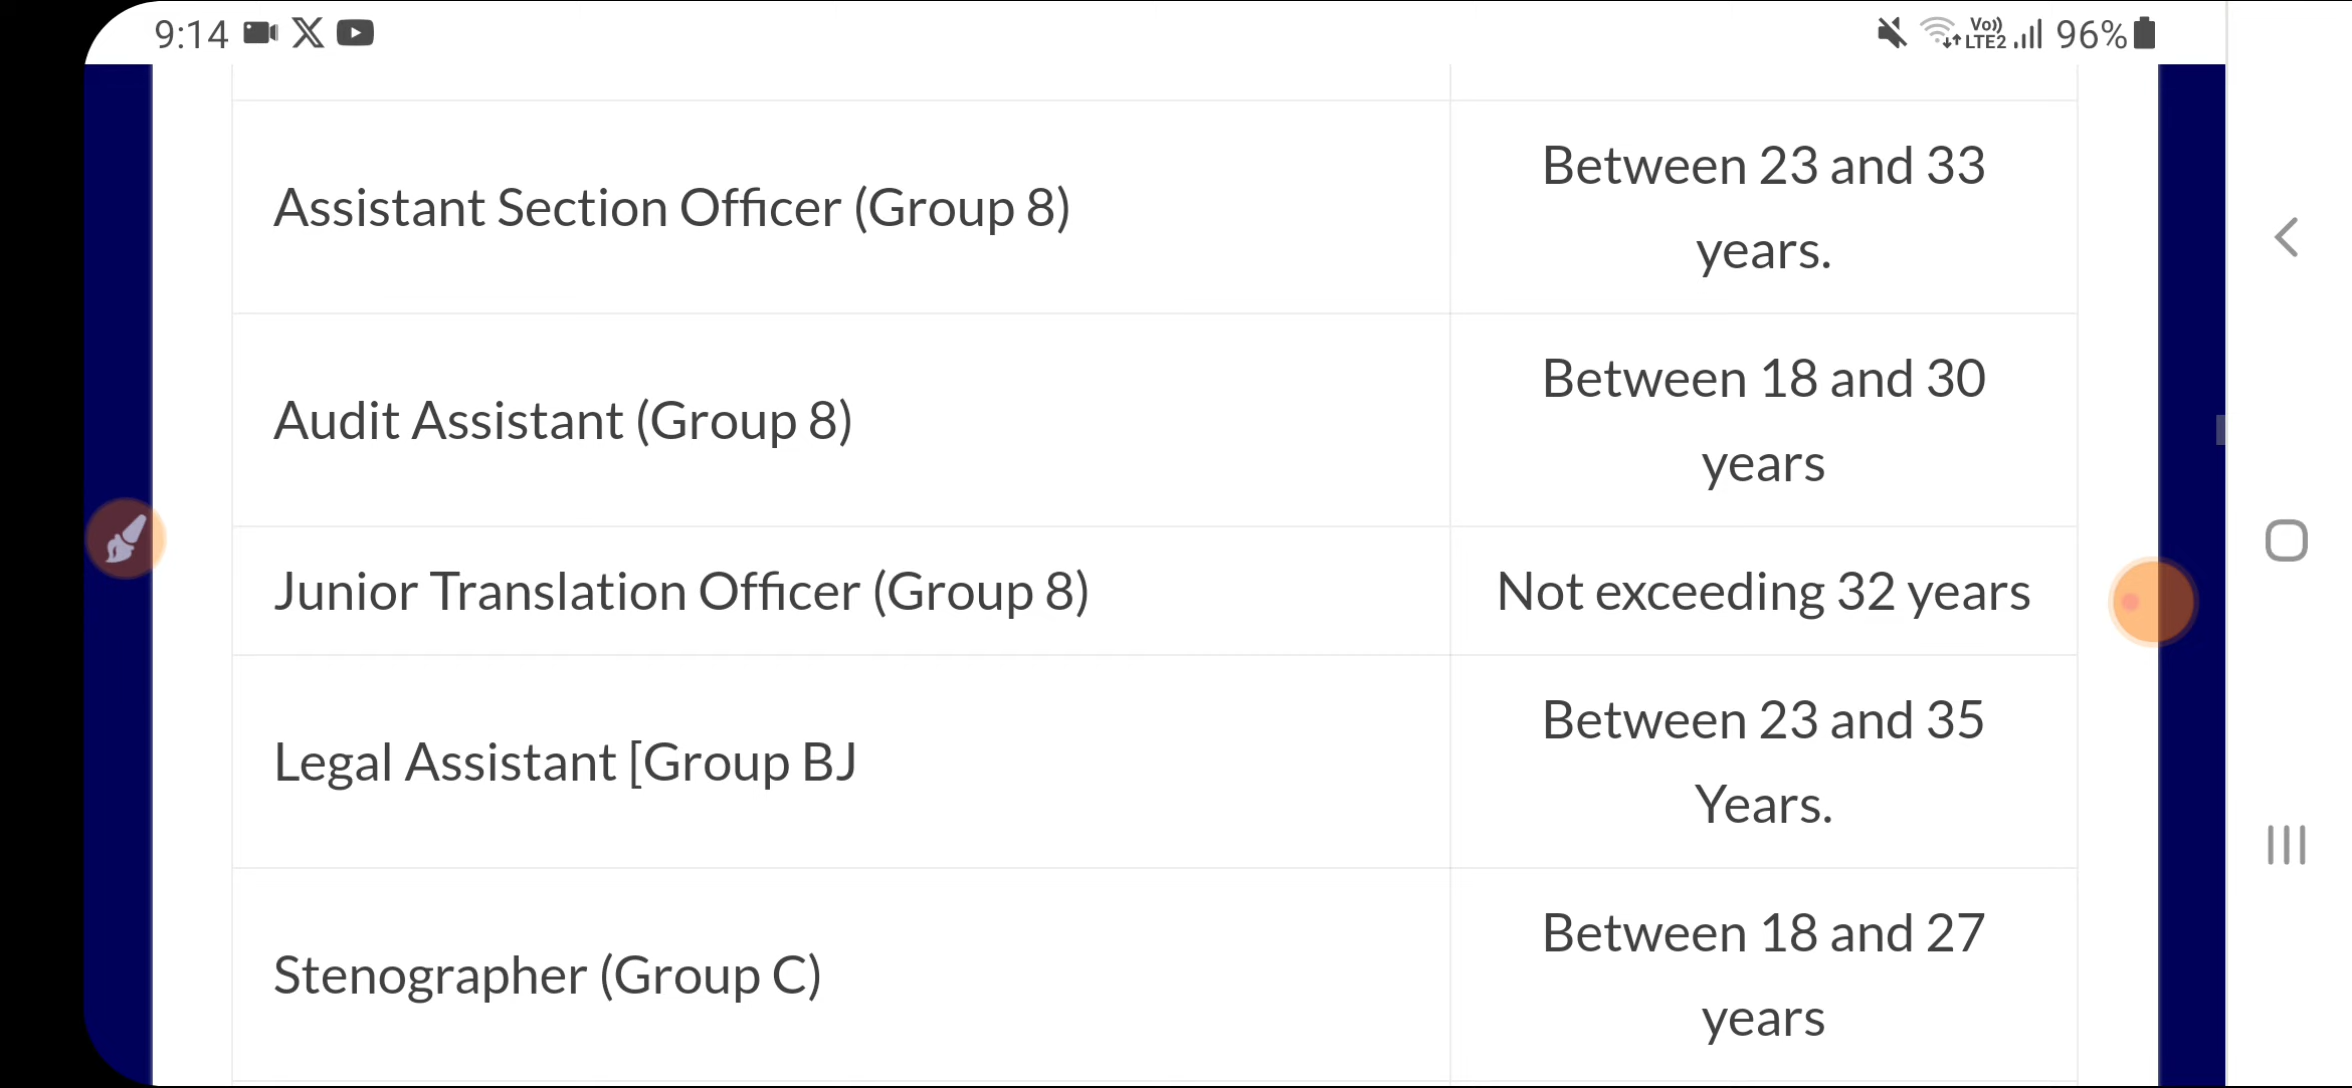 9:14
Vo))
LTE2
96%
Assistant Section Officer (Group 8)
Between 23 and 33
years.
Audit Assistant (Group 8)
Between 18 and 30
years
Junior Translation Officer (Group 8)
Not exceeding 32 years
Legal Assistant [Group BJ
Between 23 and 35
Years.
Stenographer (Group C)
Between 18 and 27
years